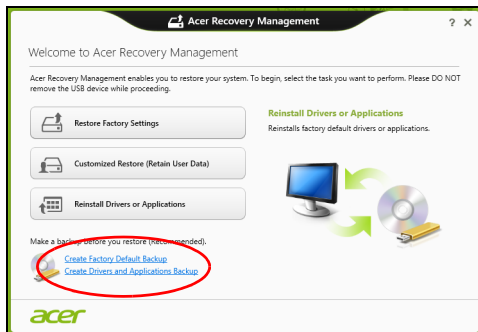 Acer Recovery Management
? ×
Welcome to Acer Recovery Management
Acer Recovery Management enables you to restore your system. To begin, select the task you want to perform. Please DO NOT
remove the USB device while proceeding.
Restore Factory Settings
Customized Restore (Retain User Data)
Reinstall Drivers or Applications
Reinstall Drivers or Applications
Reinstalls factory default drivers or applications.
Make a backup before you restore (Recommended).
Create Factory Default Backup
Create Drivers and Applications Backup
acer